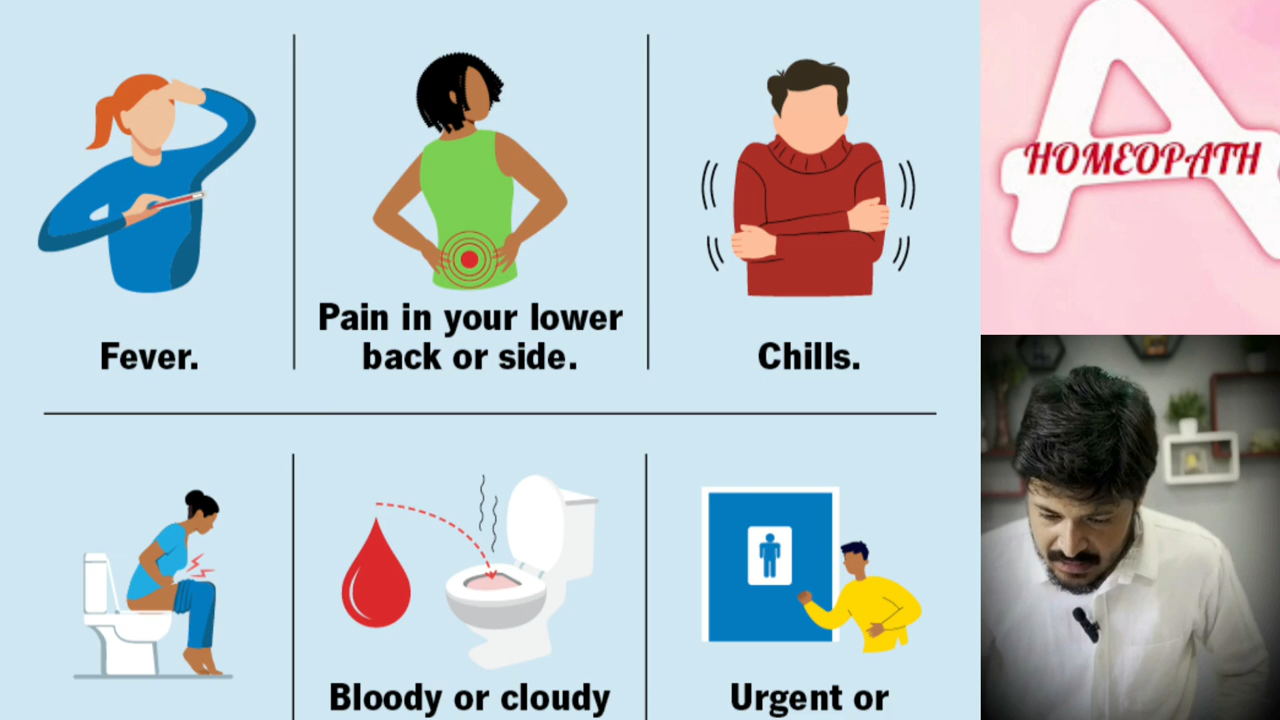 HOMEOPATH
Pain in your lower
back or side.
Fever.
Chills.
Bloody or cloudy
Urgent or